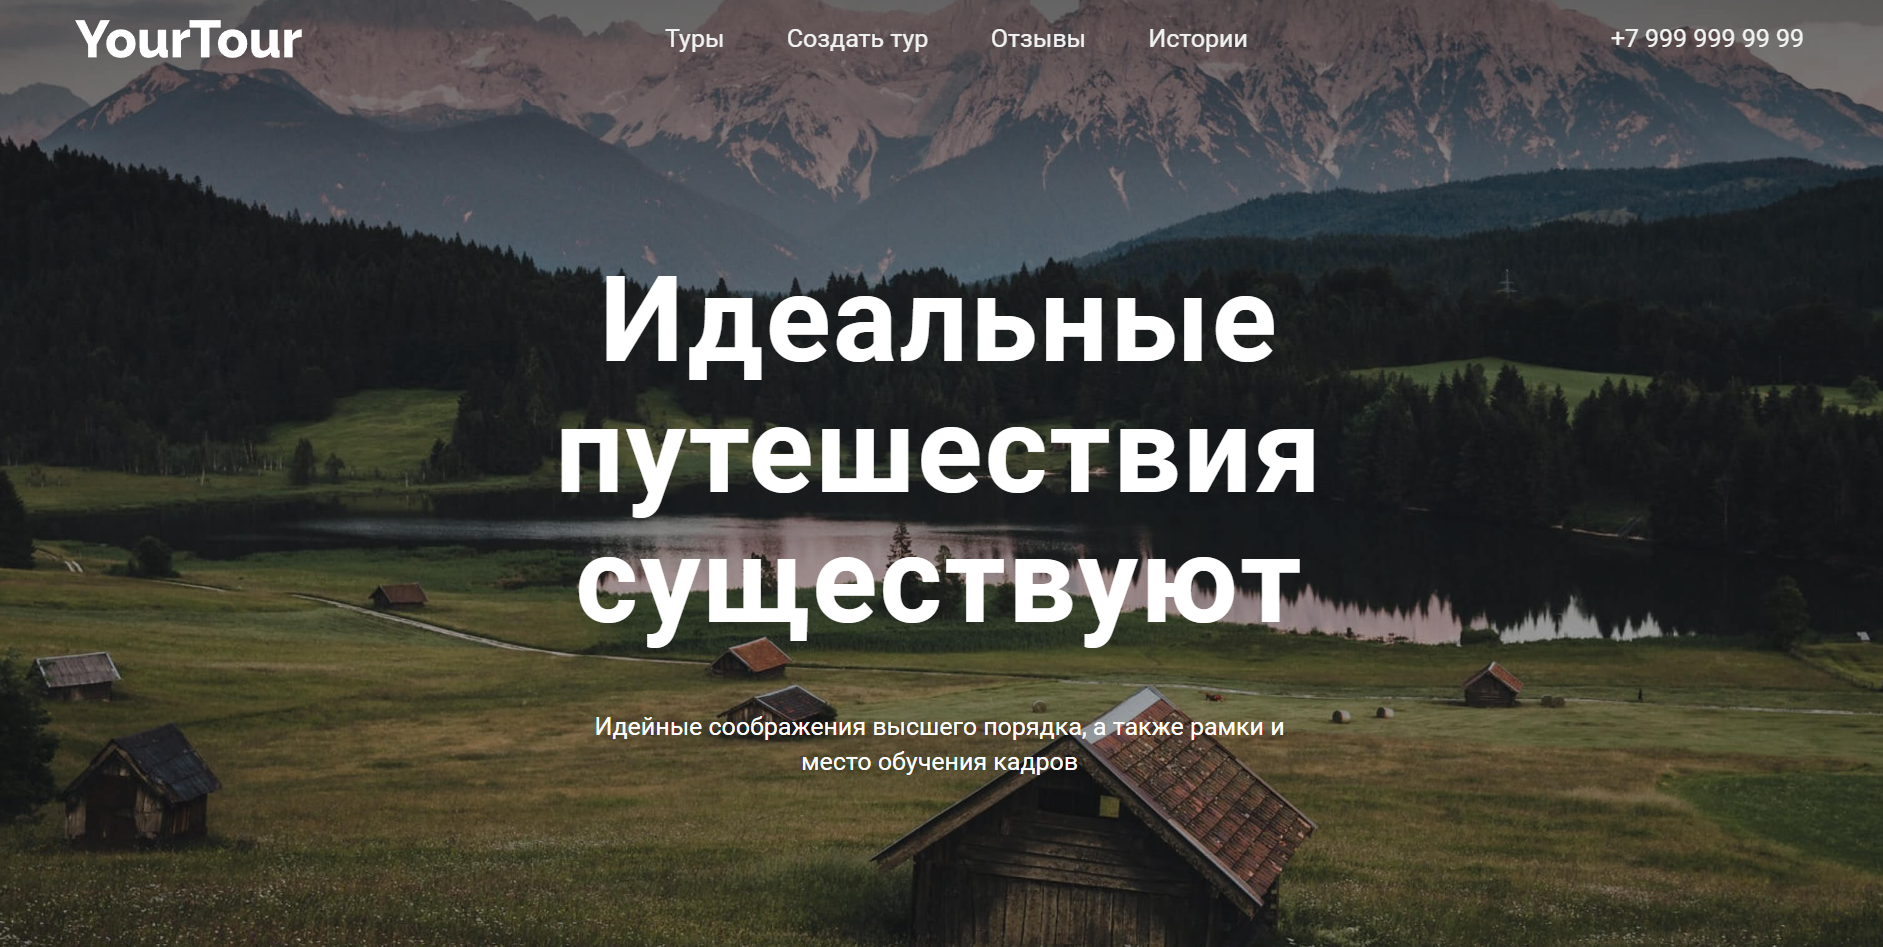 YourTour
Туры Создать тур Отзывы Истории
+7 999 999 99 99
Идеальные
путешествия
существуют
Идейные соображения высшего порядка, а также рамки и
место обучения кадров